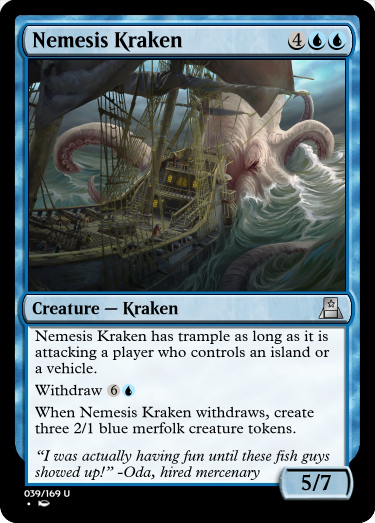 Nemesis Kraken 4
Creature — Kraken
Nemesis Kraken has trample as long as it is
attacking a player who controls an island or
a vehicle.
Withdraw 6
When Nemesis Kraken withdraws, create
three 2/1 blue merfolk creature tokens.
“I was actually having fun until these fish guys
showed up!” -Oda, hired mercenary
5/7
039/169 U